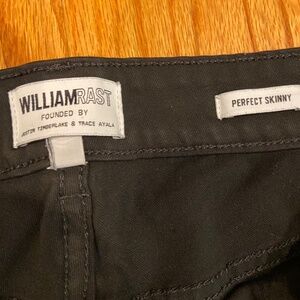 WILLIAMRAST
FOUNDED BY
JUSTIN TIMBERLAKE & TRACE AYALA
PERFECT SKINNY